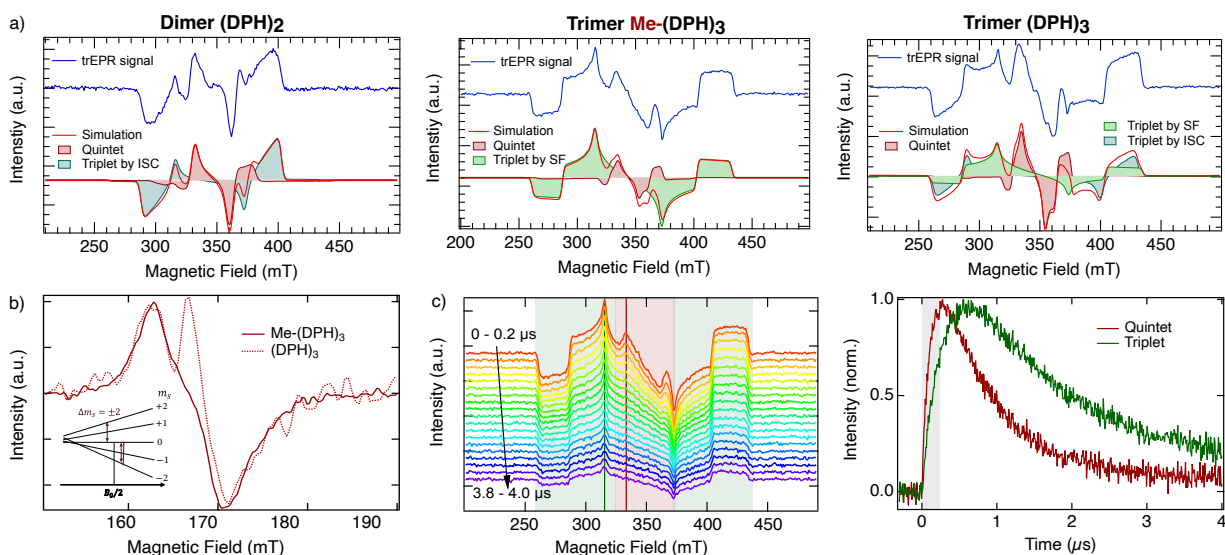 a)
Dimer (DPH)2
Trimer Me-(DPH)3
Trimer (DPH)3
Intenstiy (a.u.)
trEPR signal
Simulation
Quintet
Triplet by ISC
250 300 350 400 450
Magnetic Field (mT)
Intenstiy (a.u.)
trEPR signal
Simulation
Quintet
Triplet by SF
200 250 300 350 400 450
Magnetic Field (mT)
Intenstiy (a.u.)
trEPR signal
Simulation
Quintet
Triplet by SF
Triplet by ISC
250 300 350 400 450
Magnetic Field (mT)
b)
Intensity (a.u.)
Me-(DPH)3
(DPH)3
ms
Δms = ±2
+2
+1
0
−1
−2
B0/2
160 170 180 190
Magnetic Field (mT)
c)
Intensity (a.u.)
0 - 0.2 µs
3.8 - 4.0 µs
250 300 350 400 450
Magnetic Field (mT)
Intensity (norm.)
1.0
0.5
0.0
Quintet
Triplet
0 1 2 3 4
Time (µs)